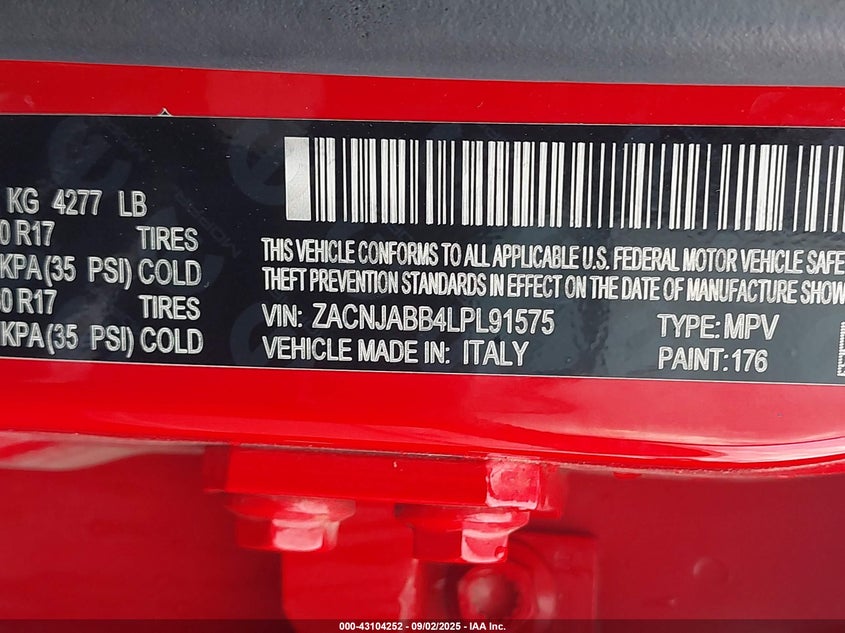 KG 4277 LB
0 R17 TIRES
KPA(35 PSI) COLD
0 R17 TIRES
KPA(35 PSI) COLD
THIS VEHICLE CONFORMS TO ALL APPLICABLE U.S. FEDERAL MOTOR VEHICLE SAFE
THEFT PREVENTION STANDARDS IN EFFECT ON THE DATE OF MANUFACTURE SHOW
VIN: ZACNJABB4LPL91575 TYPE: MPV
VEHICLE MADE IN: ITALY PAINT: 176
000-43104252 | 09/02/2025 - IAA Inc.